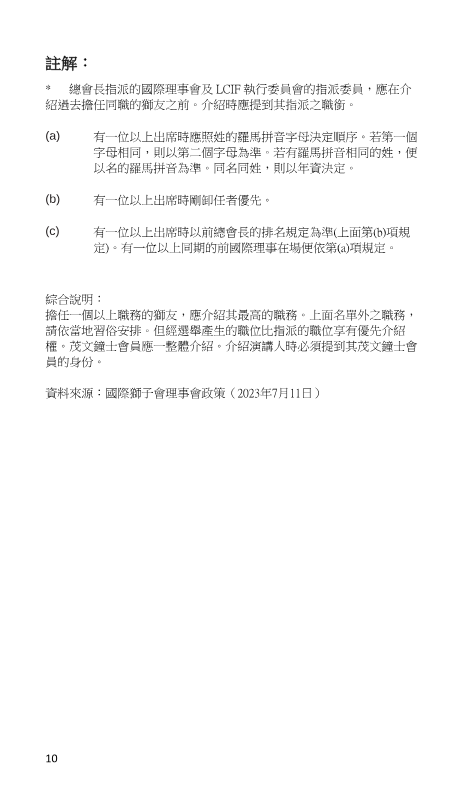 註解：
* 總會長指派的國際理事會及 LCIF 執行委員會的指派委員，應在介
紹過去擔任同職的獅友之前。介紹時應提到其指派之職銜。
(a) 有一位以上出席時應照姓的羅馬拼音字母決定順序。若第一個
字母相同，則以第二個字母為準。若有羅馬拼音相同的姓，便
以名的羅馬拼音為準。同名同姓，則以年資決定。
(b) 有一位以上出席時剛卸任者優先。
(c) 有一位以上出席時以前總會長的排名規定為準(上面第(b)項規
定)。有一位以上同期的前國際理事在場便依第(a)項規定。
綜合說明：
擔任一個以上職務的獅友，應介紹其最高的職務。上面名單外之職務，
請依當地習俗安排。但經選舉產生的職位比指派的職位享有優先介紹
權。茂文鐘士會員應一整體介紹。介紹演講人時必須提到其茂文鐘士會
員的身份。
資料來源：國際獅子會理事會政策（2023年7月11日）
10